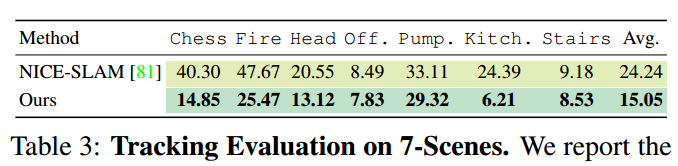 Method Chess Fire Head Off. Pump. Kitch. Stairs Avg.
NICE-SLAM [81] 40.30 47.67 20.55 8.49 33.11 24.39 9.18 24.24
Ours 14.85 25.47 13.12 7.83 29.32 6.21 8.53 15.05
Table 3: Tracking Evaluation on 7-Scenes. We report the